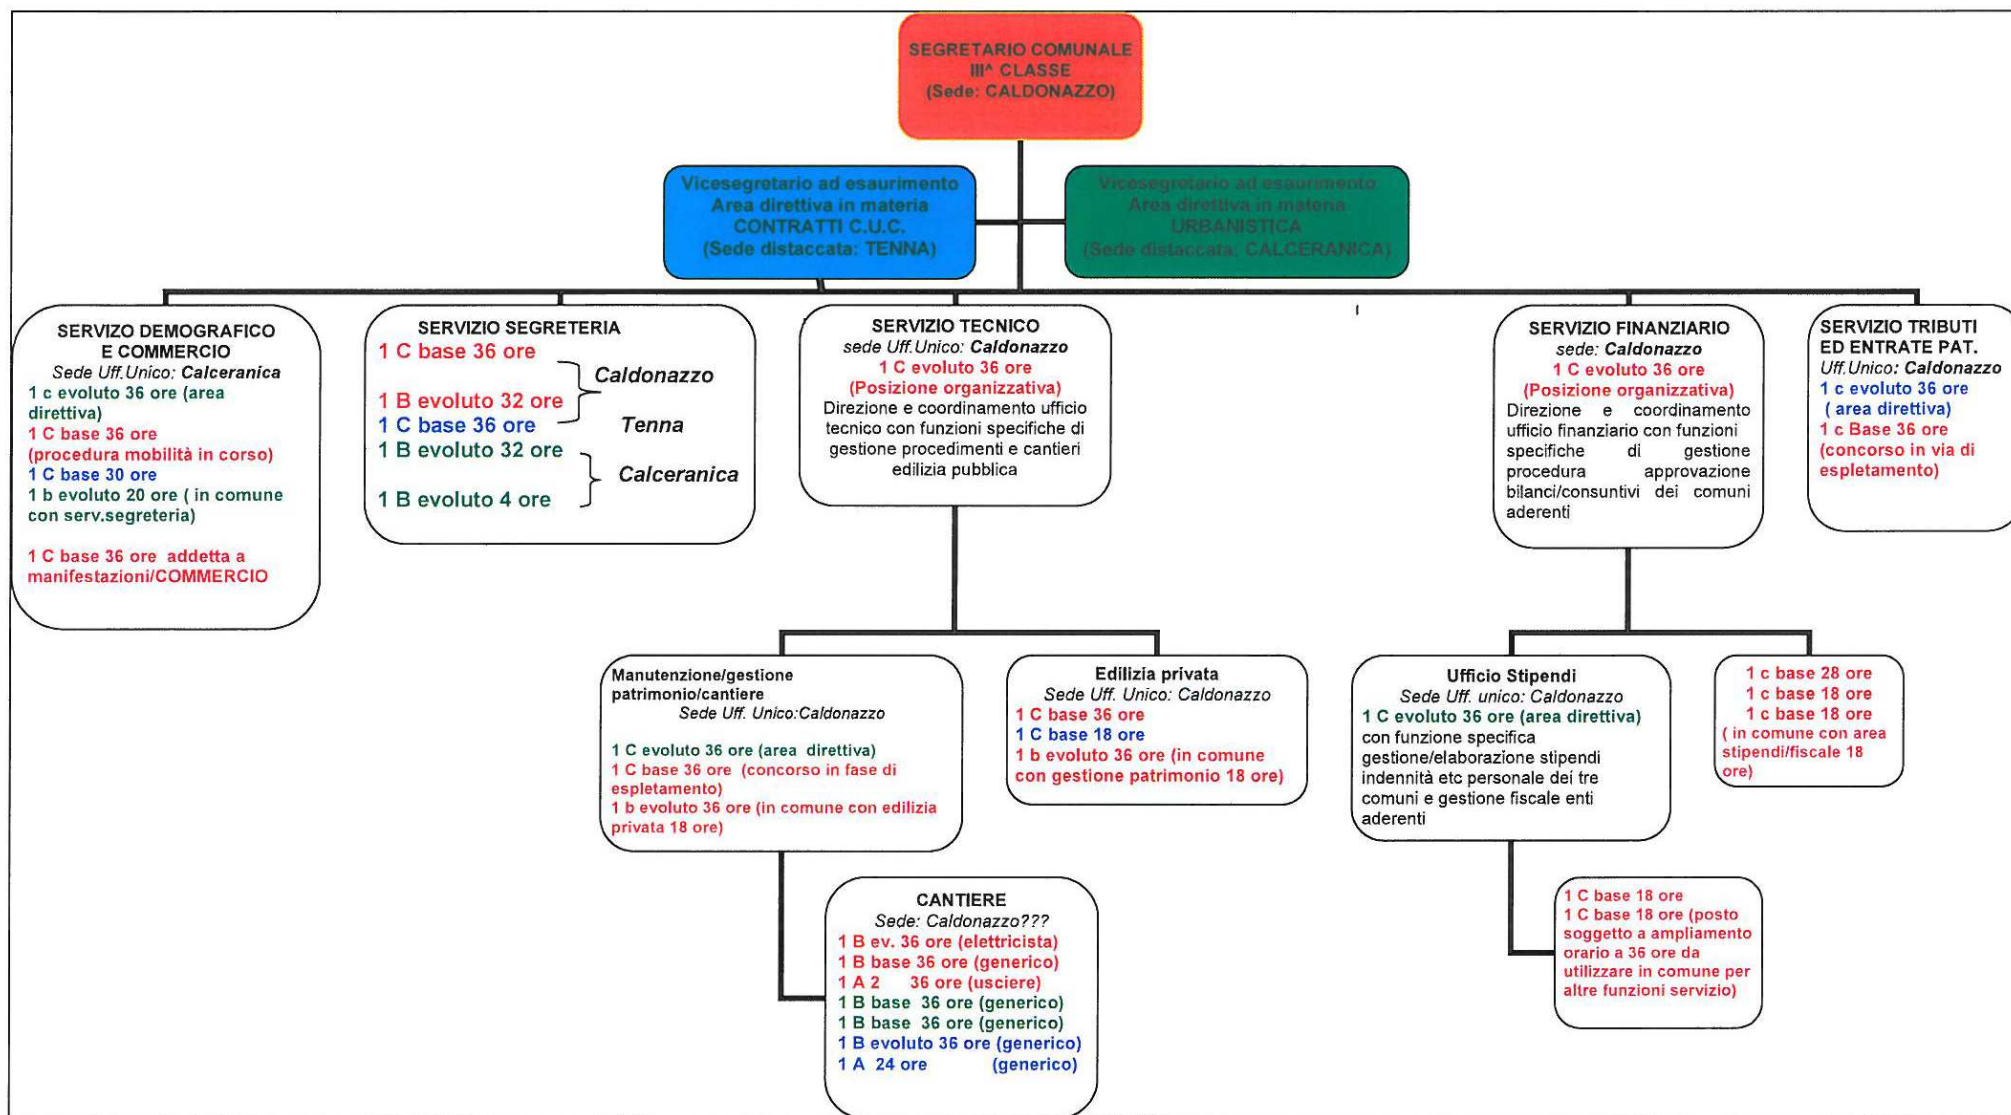 SEGRETARIO COMUNALE
III^ CLASSE
(Sede: CALDONAZZO)
Vicesegretario ad esaurimento
Area direttiva in materia
CONTRATTI C.U.C.
(Sede distaccata: TENNA)
Vicesegretario ad esaurimento
Area direttiva in materia
URBANISTICA
(Sede distaccata: CALCERANICA)
SERVIZO DEMOGRAFICO
E COMMERCIO
Sede Uff.Unico: Calceranica
1 c evoluto 36 ore (area
direttiva)
1 C base 36 ore
(procedura mobilità in corso)
1 C base 30 ore
1 b evoluto 20 ore ( in comune
con serv.segreteria)
1 C base 36 ore addetta a
manifestazioni/COMMERCIO
SERVIZIO SEGRETERIA
1 C base 36 ore
Caldonazzo
1 B evoluto 32 ore
1 C base 36 ore Tenna
1 B evoluto 32 ore
Calceranica
1 B evoluto 4 ore
SERVIZIO TECNICO
sede Uff.Unico: Caldonazzo
1 C evoluto 36 ore
(Posizione organizzativa)
Direzione e coordinamento ufficio
tecnico con funzioni specifiche di
gestione procedimenti e cantieri
edilizia pubblica
SERVIZIO FINANZIARIO
sede: Caldonazzo
1 C evoluto 36 ore
(Posizione organizzativa)
Direzione e coordinamento
ufficio finanziario con funzioni
specifiche di gestione
procedura approvazione
bilanci/consuntivi dei comuni
aderenti
SERVIZIO TRIBUTI
ED ENTRATE PAT.
Uff.Unico: Caldonazzo
1 c evoluto 36 ore
( area direttiva)
1 c Base 36 ore
(concorso in via di
espletamento)
Manutenzione/gestione
patrimonio/cantiere
Sede Uff. Unico:Caldonazzo
1 C evoluto 36 ore (area direttiva)
1 C base 36 ore (concorso in fase di
espletamento)
1 b evoluto 36 ore (in comune con edilizia
privata 18 ore)
Edilizia privata
Sede Uff. Unico: Caldonazzo
1 C base 36 ore
1 C base 18 ore
1 b evoluto 36 ore (in comune
con gestione patrimonio 18 ore)
Ufficio Stipendi
Sede Uff. unico: Caldonazzo
1 C evoluto 36 ore (area direttiva)
con funzione specifica
gestione/elaborazione stipendi
indennità etc personale dei tre
comuni e gestione fiscale enti
aderenti
1 c base 28 ore
1 c base 18 ore
1 c base 18 ore
( in comune con area
stipendi/fiscale 18
ore)
CANTIERE
Sede: Caldonazzo???
1 B ev. 36 ore (elettricista)
1 B base 36 ore (generico)
1 A 2 36 ore (usciere)
1 B base 36 ore (generico)
1 B base 36 ore (generico)
1 B evoluto 36 ore (generico)
1 A 24 ore (generico)
1 C base 18 ore
1 C base 18 ore (posto
soggetto a ampliamento
orario a 36 ore da
utilizzare in comune per
altre funzioni servizio)